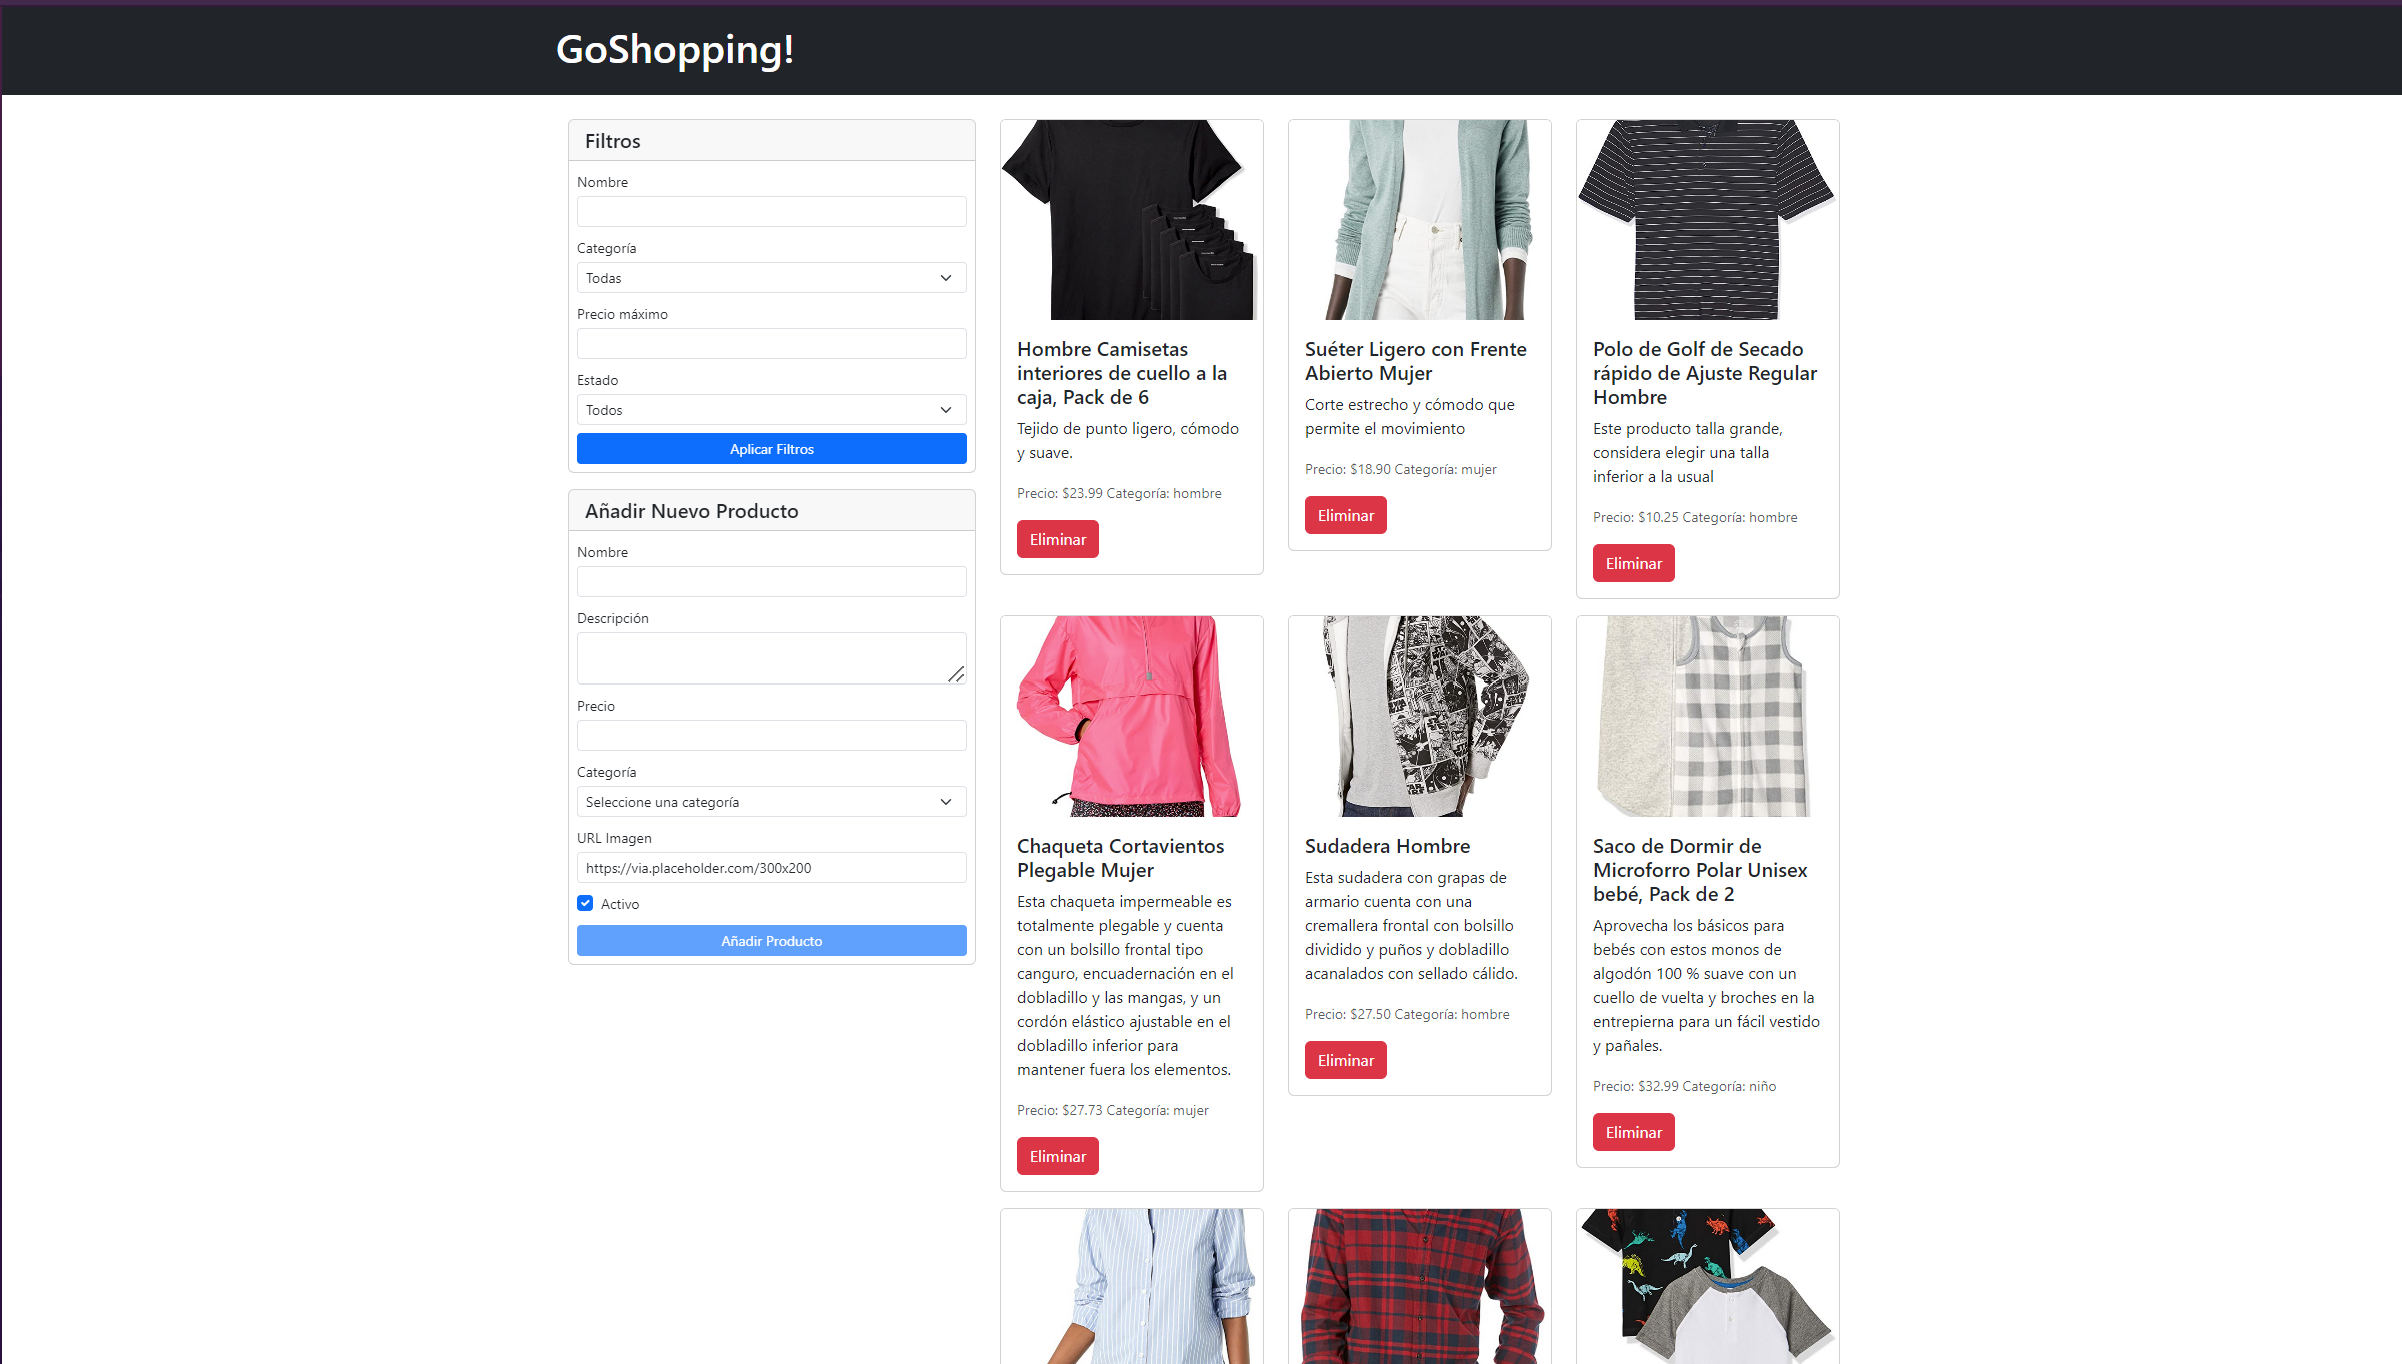 GoShopping!
Filtros
Nombre
Categoría
Todas
Precio máximo
Estado
Todos
Aplicar Filtros
Añadir Nuevo Producto
Nombre
Descripción
Precio
Categoría
Seleccione una categoría
URL Imagen
https://via.placeholder.com/300x200
Activo
Añadir Producto
Hombre Camisetas
interiores de cuello a la
caja, Pack de 6
Tejido de punto ligero, cómodo
y suave.
Precio: $23.99 Categoría: hombre
Eliminar
Suéter Ligero con Frente
Abierto Mujer
Corte estrecho y cómodo que
permite el movimiento
Precio: $18.90 Categoría: mujer
Eliminar
Polo de Golf de Secado
rápido de Ajuste Regular
Hombre
Este producto talla grande,
considera elegir una talla
inferior a la usual
Precio: $10.25 Categoría: hombre
Eliminar
Chaqueta Cortavientos
Plegable Mujer
Esta chaqueta impermeable es
totalmente plegable y cuenta
con un bolsillo frontal tipo
canguro, encuadernación en el
dobladillo y las mangas, y un
cordón elástico ajustable en el
dobladillo inferior para
mantener fuera los elementos.
Precio: $27.73 Categoría: mujer
Eliminar
Sudadera Hombre
Esta sudadera con grapas de
armario cuenta con una
cremallera frontal con bolsillo
dividido y puños y dobladillo
acanalados con sellado cálido.
Precio: $27.50 Categoría: hombre
Eliminar
Saco de Dormir de
Microforro Polar Unisex
bebé, Pack de 2
Aprovecha los básicos para
bebés con estos monos de
algodón 100 % suave con un
cuello de vuelta y broches en la
entrepierna para un fácil vestido
y pañales.
Precio: $32.99 Categoría: niño
Eliminar